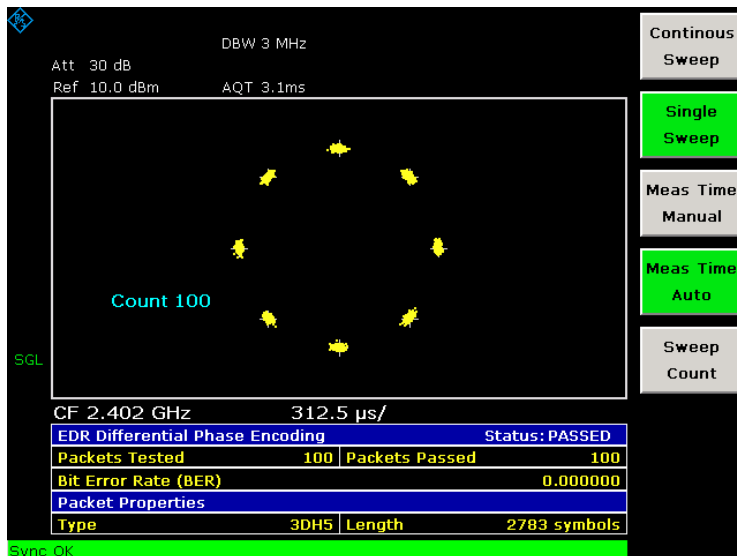 DBW 3 MHz
Att 30 dB
Ref 10.0 dBm AQT 3.1ms
Count 100
SGL
CF 2.402 GHz 312.5 µs/
EDR Differential Phase Encoding Status: PASSED
Packets Tested 100 Packets Passed 100
Bit Error Rate (BER) 0.000000
Packet Properties
Type 3DH5 Length 2783 symbols
Sync OK
Continous
Sweep
Single
Sweep
Meas Time
Manual
Meas Time
Auto
Sweep
Count